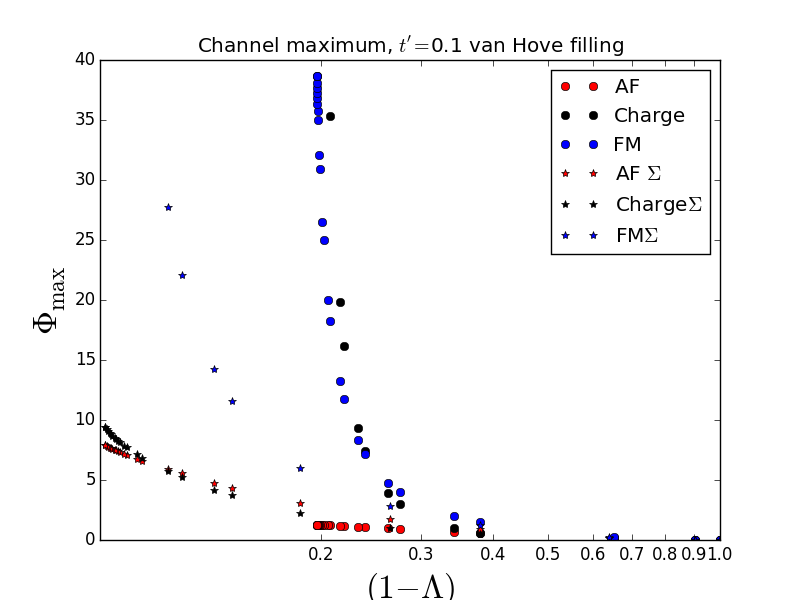 Channel maximum, t′=0.1 van Hove filling
40
35
30
25
20
15
10
5
0
Φmax
AF
Charge
FM
AF Σ
ChargeΣ
FMΣ
0.2 0.3 0.4 0.5 0.6 0.7 0.8 0.91.0
(1−Λ)